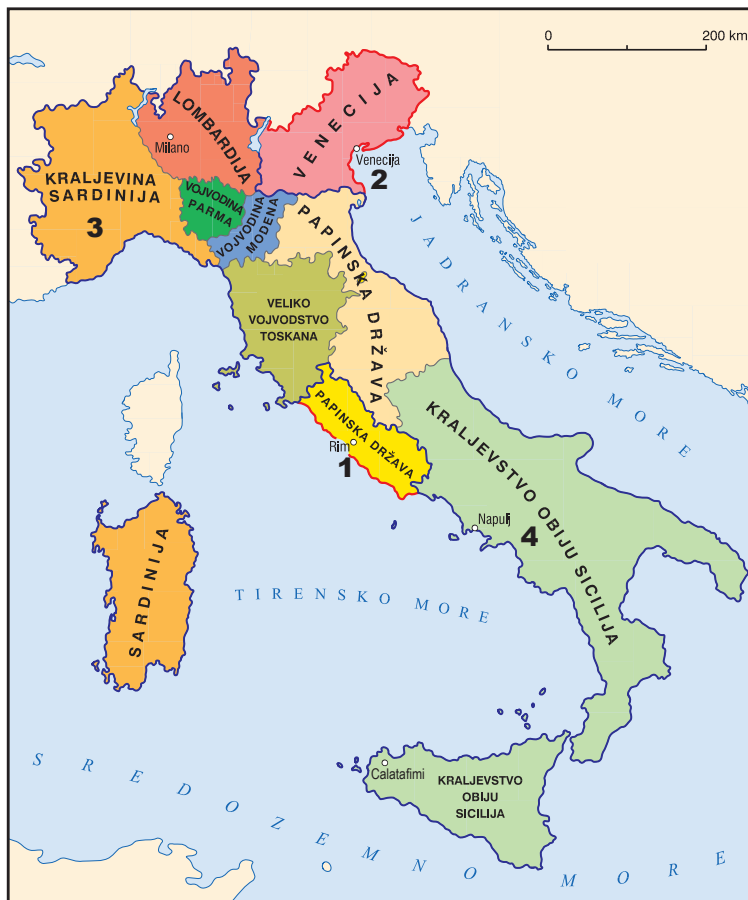 0 200 km
LOMBARDIJA
Milano
VENECIJA
Venecija
2
KRALJEVINA
SARDINIJA
3
VOJVODINA
PARMA
VOJVODINA
MODENA
PAPINSKA DRŽAVA
JADRANSKO MORE
VELIKO
VOJVODSTVO
TOSKANA
PAPINSKA DRŽAVA
Rim
1
KRALJEVSTVO OBIJU SICILIJA
Napulj
4
SARDINIJA
TIRENSKO MORE
Calatafimi
KRALJEVSTVO
OBIJU
SICILIJA
SREDOZEMNO MORE